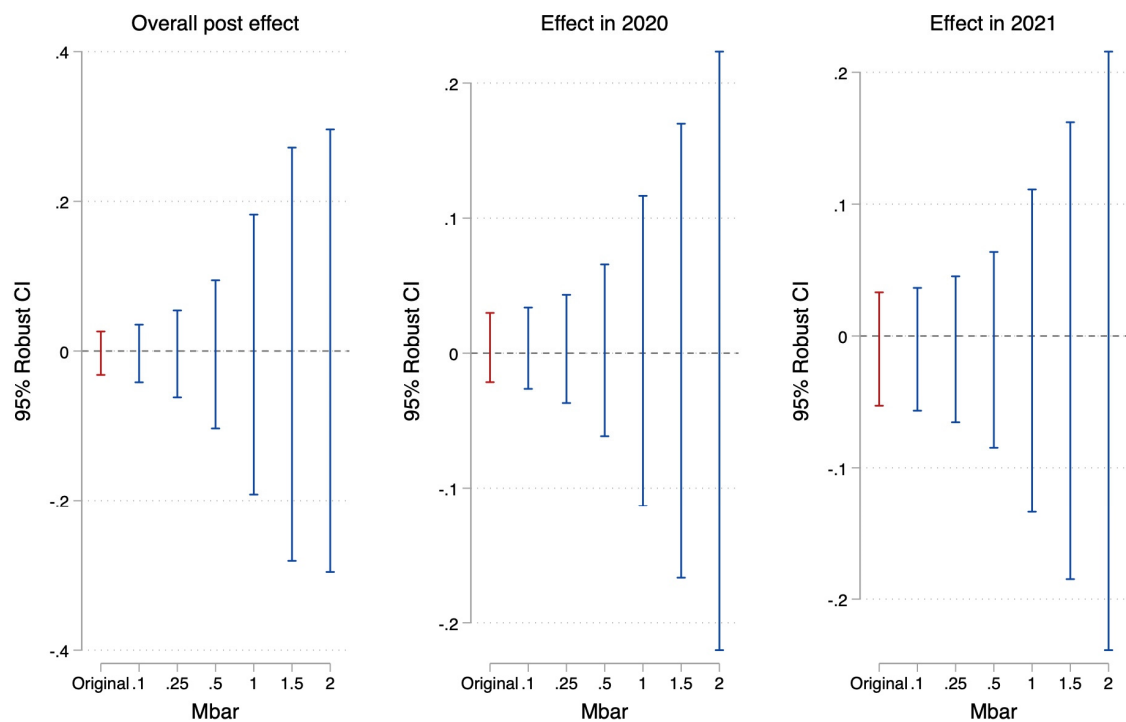 Overall post effect
.4
.2
0
-.2
-.4
95% Robust CI
Original .1 .25 .5 1 1.5 2
Mbar
Effect in 2020
.2
.1
0
-.1
-.2
95% Robust CI
Original .1 .25 .5 1 1.5 2
Mbar
Effect in 2021
.2
.1
0
-.1
-.2
95% Robust CI
Original .1 .25 .5 1 1.5 2
Mbar